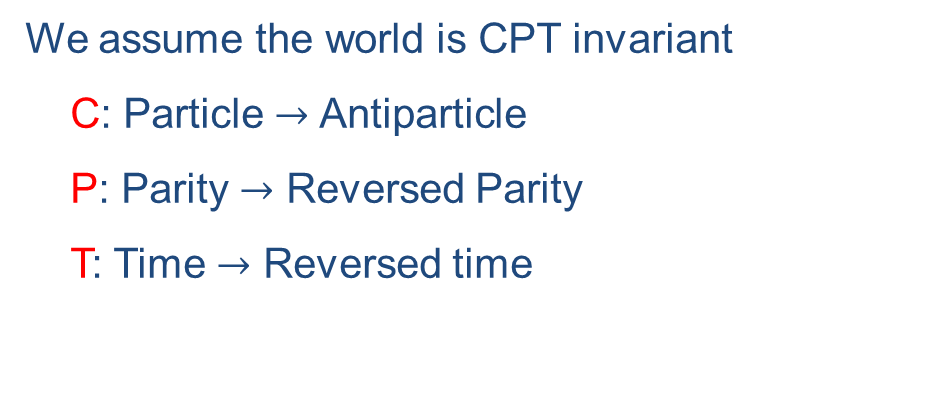 We assume the world is CPT invariant
C: Particle → Antiparticle
P: Parity → Reversed Parity
T: Time → Reversed time